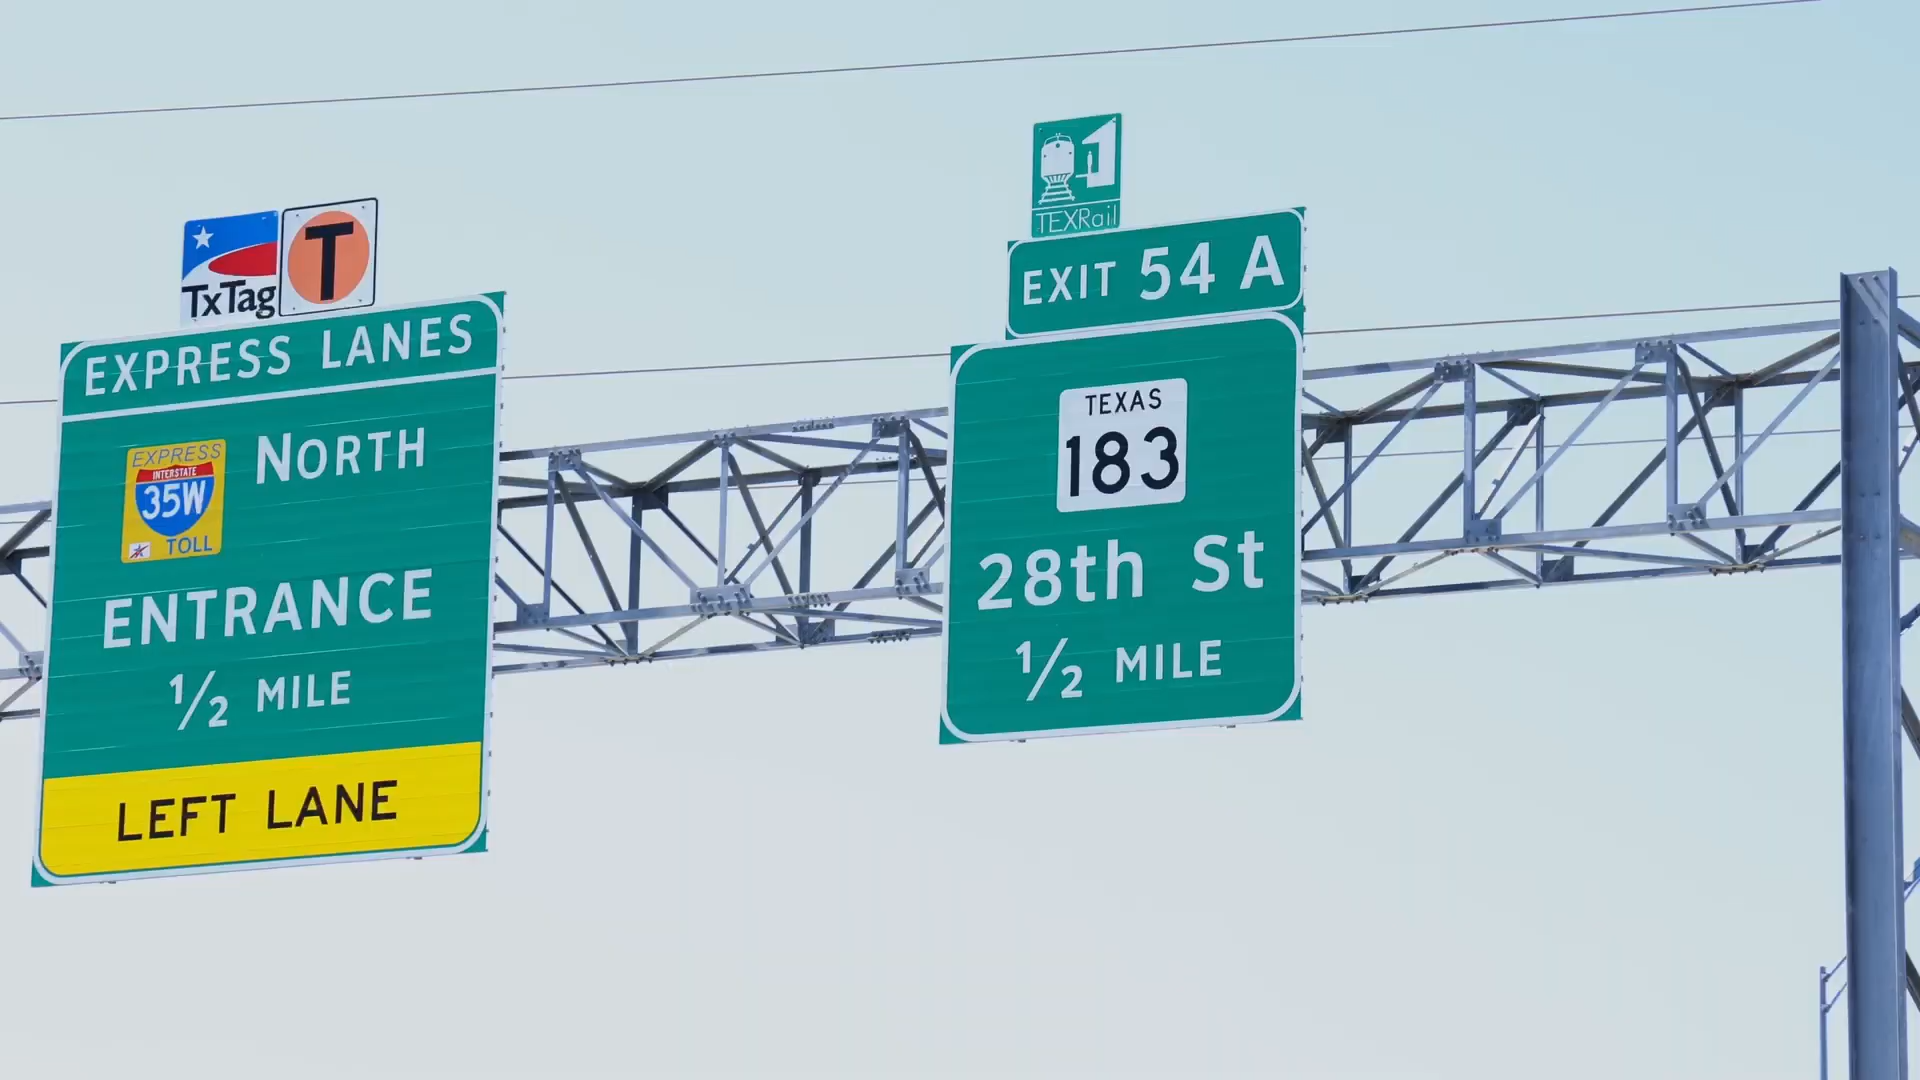 TxTag
T
EXPRESS LANES
EXPRESS
INTERSTATE
35W
TOLL
NORTH
ENTRANCE
1/2 MILE
LEFT LANE
TEXRail
EXIT 54 A
TEXAS
183
28th St
1/2 MILE